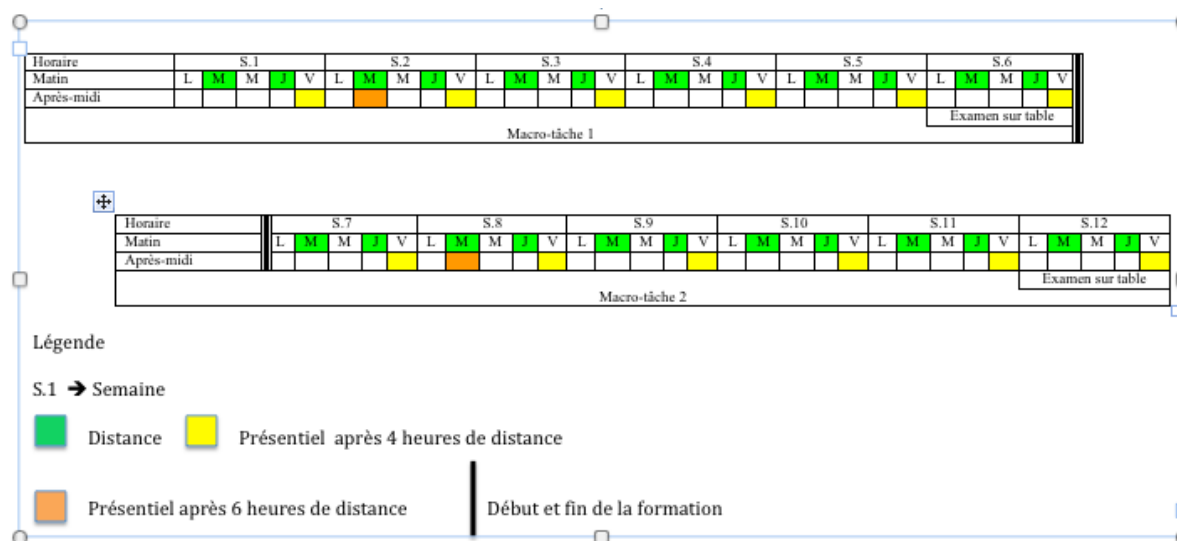 Horaire S.1 S.2 S.3 S.4 S.5 S.6
Matin L M M J V L M M J V L M M J V L M M J V L M M J V L M M J V
Après-midi
Examen sur table
Macro-tâche 1
Horaire S.7 S.8 S.9 S.10 S.11 S.12
Matin L M M J V L M M J V L M M J V L M M J V L M M J V L M M J V
Après-midi
Examen sur table
Macro-tâche 2
Légende
S.1 ➔ Semaine
Distance Présentiel après 4 heures de distance
Présentiel après 6 heures de distance Début et fin de la formation